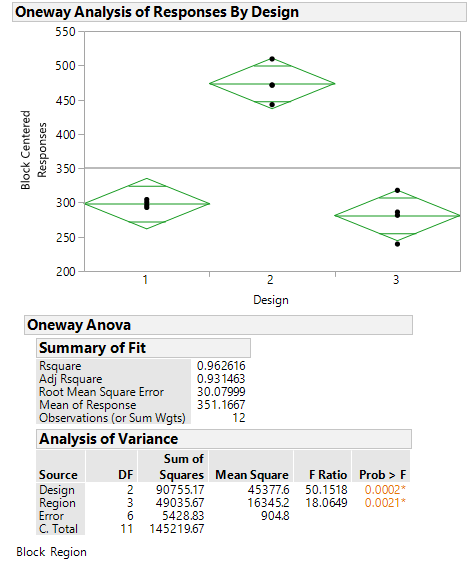 Oneway Analysis of Responses By Design
550
500
450
400
350
300
250
200
Block Centered
Responses
1 2 3
Design
Oneway Anova
Summary of Fit
Rsquare 0.962616
Adj Rsquare 0.931463
Root Mean Square Error 30.07999
Mean of Response 351.1667
Observations (or Sum Wgts) 12
Analysis of Variance
Sum of
Source DF Squares Mean Square F Ratio Prob > F
Design 2 90755.17 45377.6 50.1518 0.0002*
Region 3 49035.67 16345.2 18.0649 0.0021*
Error 6 5428.83 904.8
C. Total 11 145219.67
Block Region